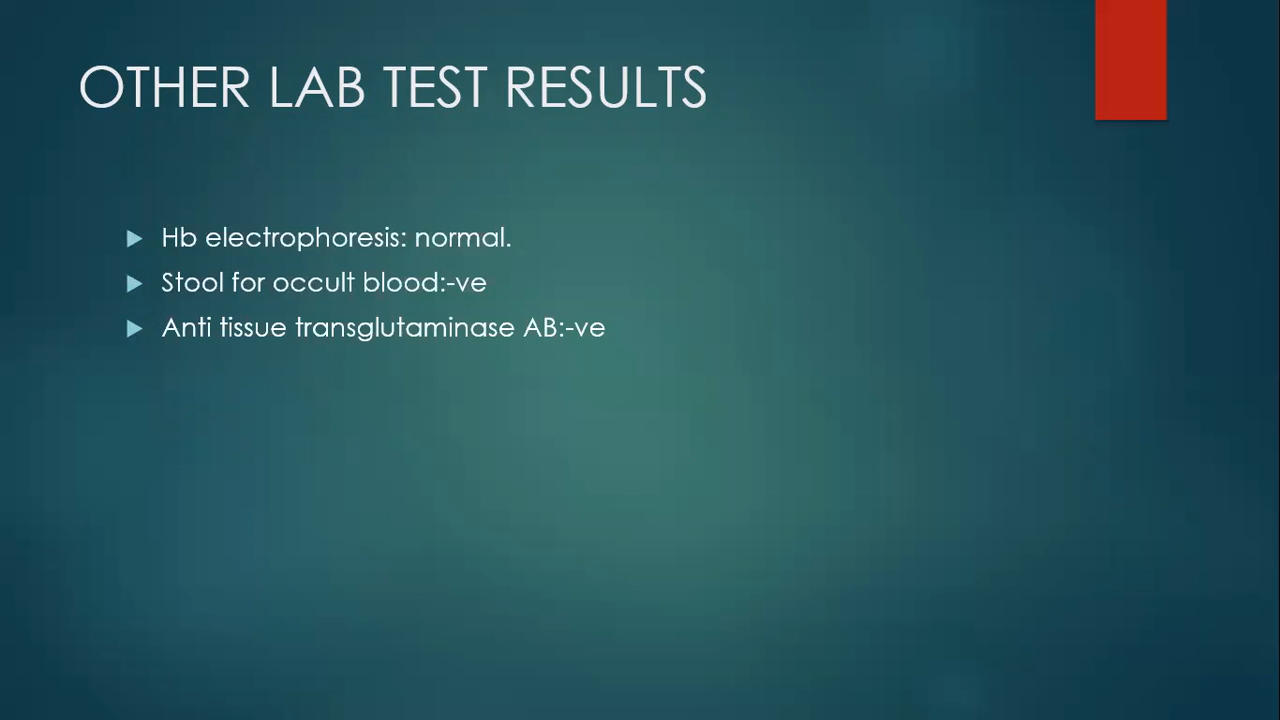 OTHER LAB TEST RESULTS
Hb electrophoresis: normal.
Stool for occult blood:-ve
Anti tissue transglutaminase AB:-ve